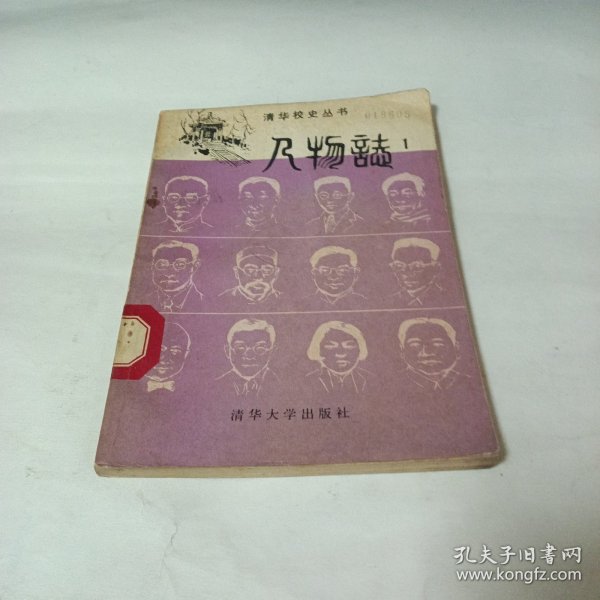 清华校史丛书
018603
人物誌 1
清华大学出版社
孔夫子旧书网
www.kongfz.com